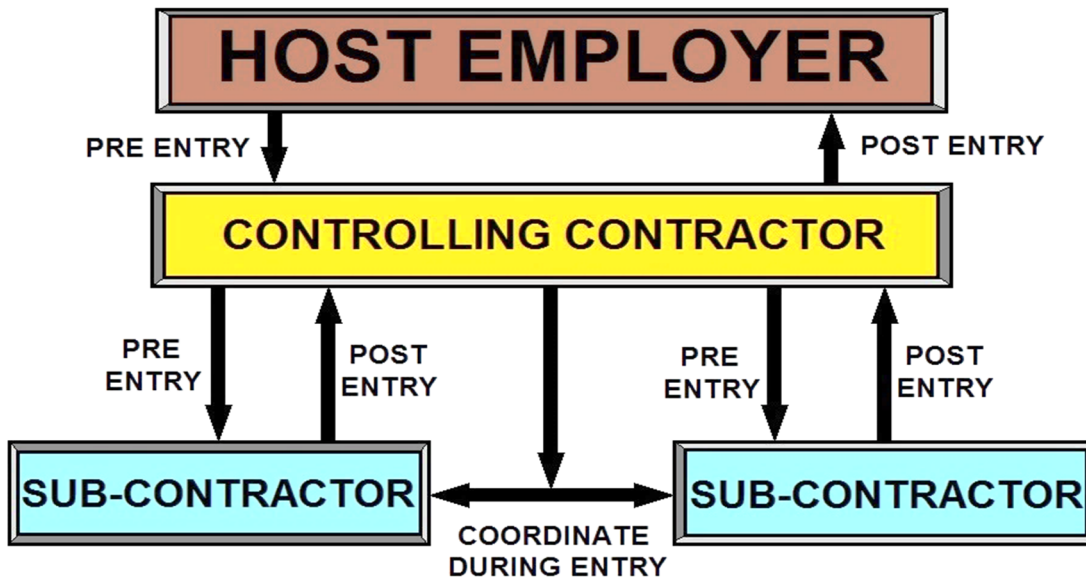 HOST EMPLOYER
PRE ENTRY
POST ENTRY
CONTROLLING CONTRACTOR
PRE
ENTRY
POST
ENTRY
PRE
ENTRY
POST
ENTRY
SUB-CONTRACTOR
SUB-CONTRACTOR
COORDINATE
DURING ENTRY